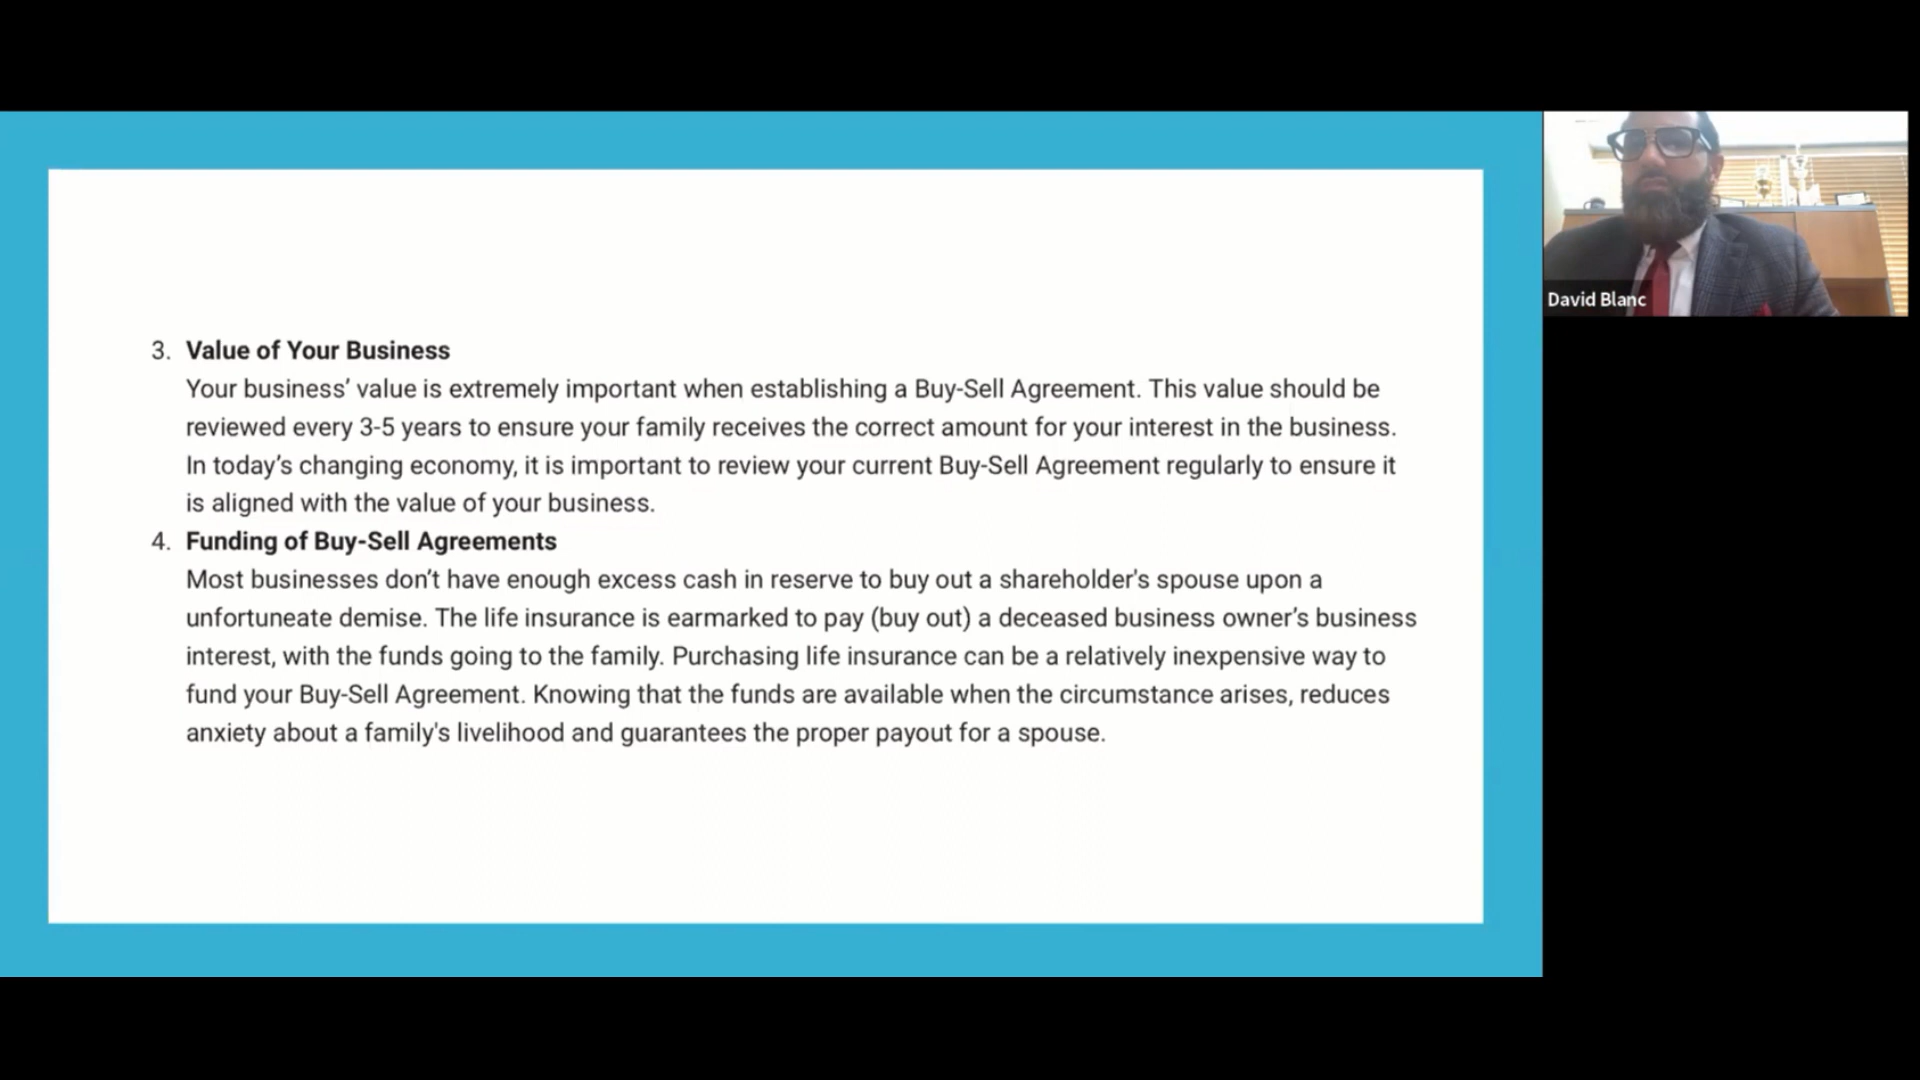 3. Value of Your Business
Your business’ value is extremely important when establishing a Buy-Sell Agreement. This value should be
reviewed every 3-5 years to ensure your family receives the correct amount for your interest in the business.
In today’s changing economy, it is important to review your current Buy-Sell Agreement regularly to ensure it
is aligned with the value of your business.
4. Funding of Buy-Sell Agreements
Most businesses don’t have enough excess cash in reserve to buy out a shareholder's spouse upon a
unfortuneate demise. The life insurance is earmarked to pay (buy out) a deceased business owner’s business
interest, with the funds going to the family. Purchasing life insurance can be a relatively inexpensive way to
fund your Buy-Sell Agreement. Knowing that the funds are available when the circumstance arises, reduces
anxiety about a family's livelihood and guarantees the proper payout for a spouse.
David Blanc